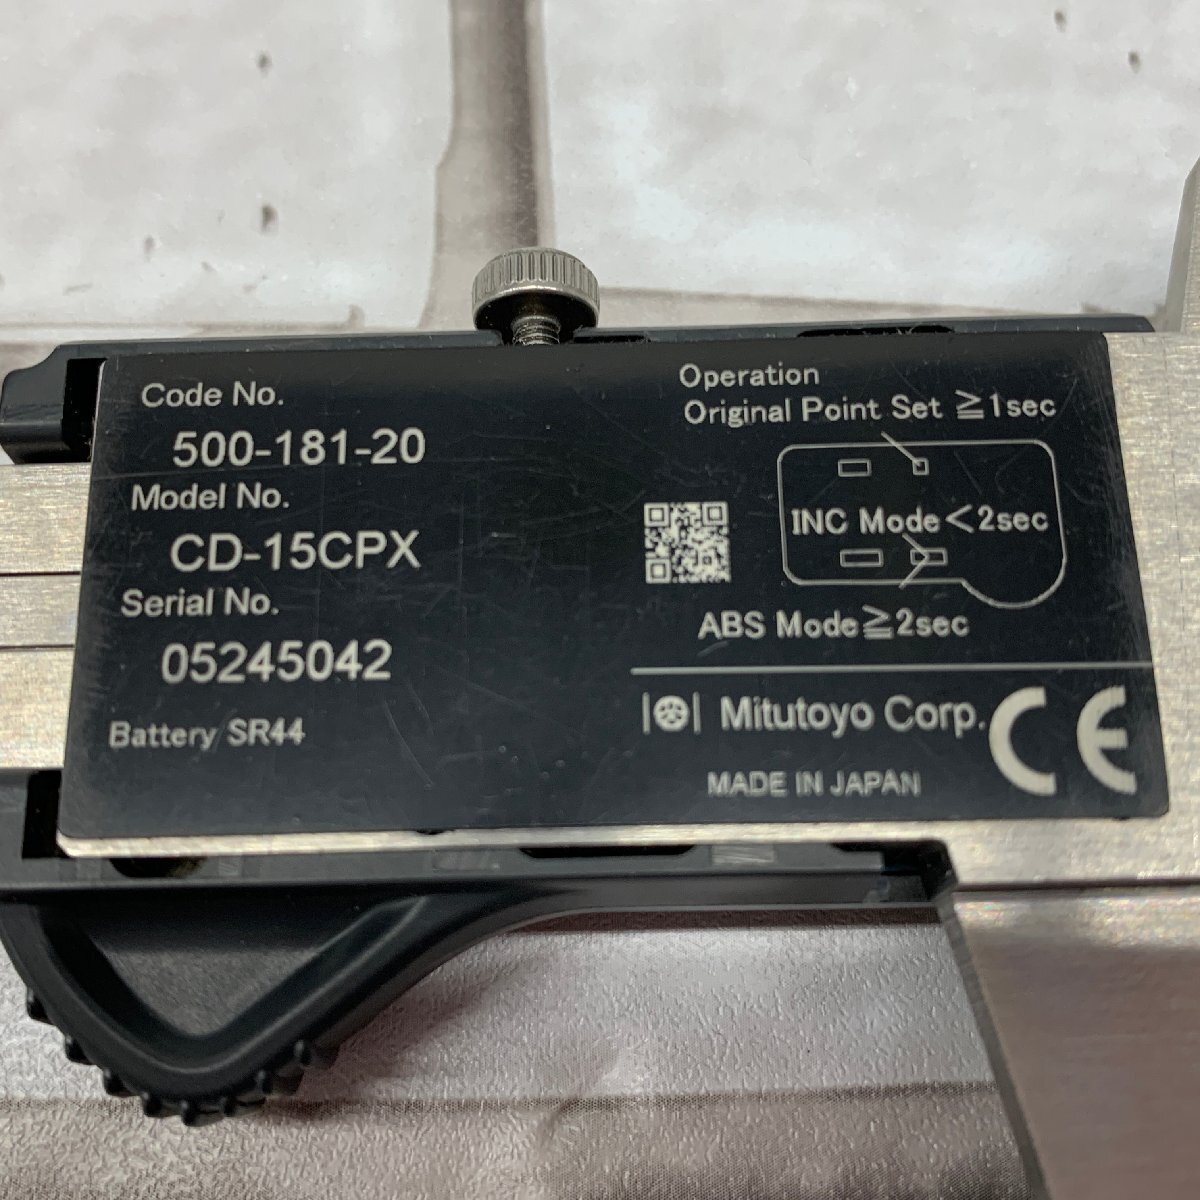 Code No.
500-181-20
Model No.
CD-15CPX
Serial No.
05245042
Battery SR44
Operation
Original Point Set ≧1sec
INC Mode<2sec
ABS Mode≧2sec
Mitutoyo Corp.
MADE IN JAPAN
CE